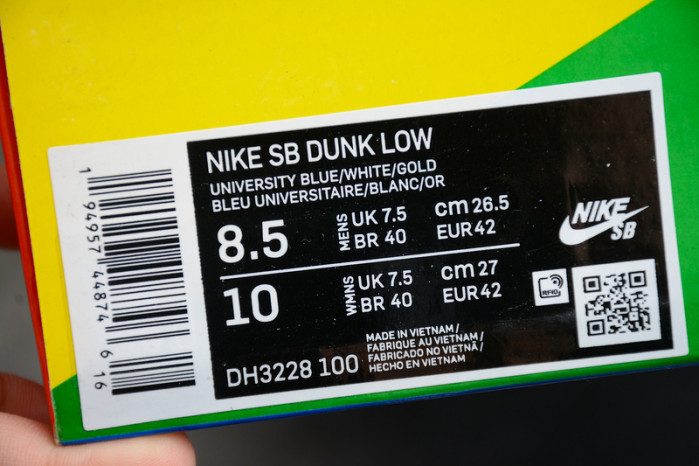 NIKE SB DUNK LOW
UNIVERSITY BLUE/WHITE/GOLD
BLEU UNIVERSITAIRE/BLANC/OR
8.5 MENS UK 7.5 cm 26.5
BR 40 EUR 42
10 WMNS UK 7.5 cm 27
BR 40 EUR 42
DH3228 100
MADE IN VIETNAM/
FABRIQUE AU VIETNAM/
FABRICADO NO VIETNÃ/
HECHO EN VIETNAM
NIKE
SB
RFID
1 94957 44874 6 16